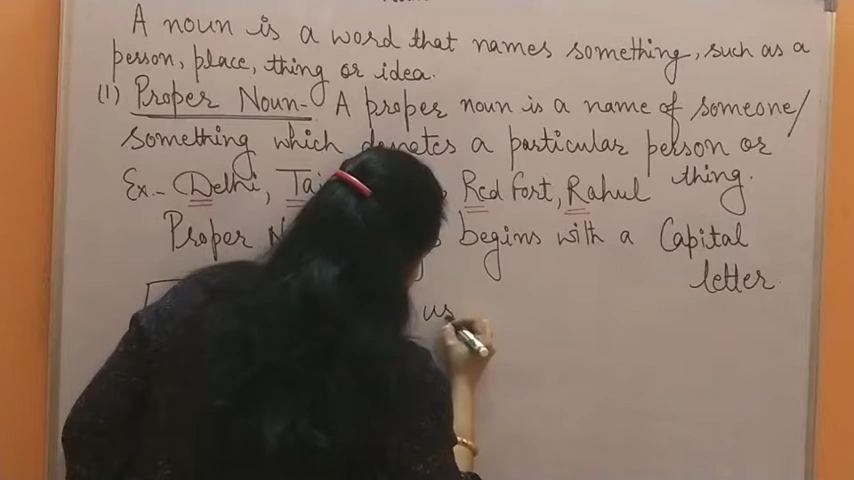 A noun is a word that names something, such as a
person, place, thing or idea.
(1) Proper Noun- A proper noun is a name of someone/
something which denotes a particular person or
Ex.- Delhi, Red Fort, Rahul thing.
Proper begins with a Capital
letter.
us